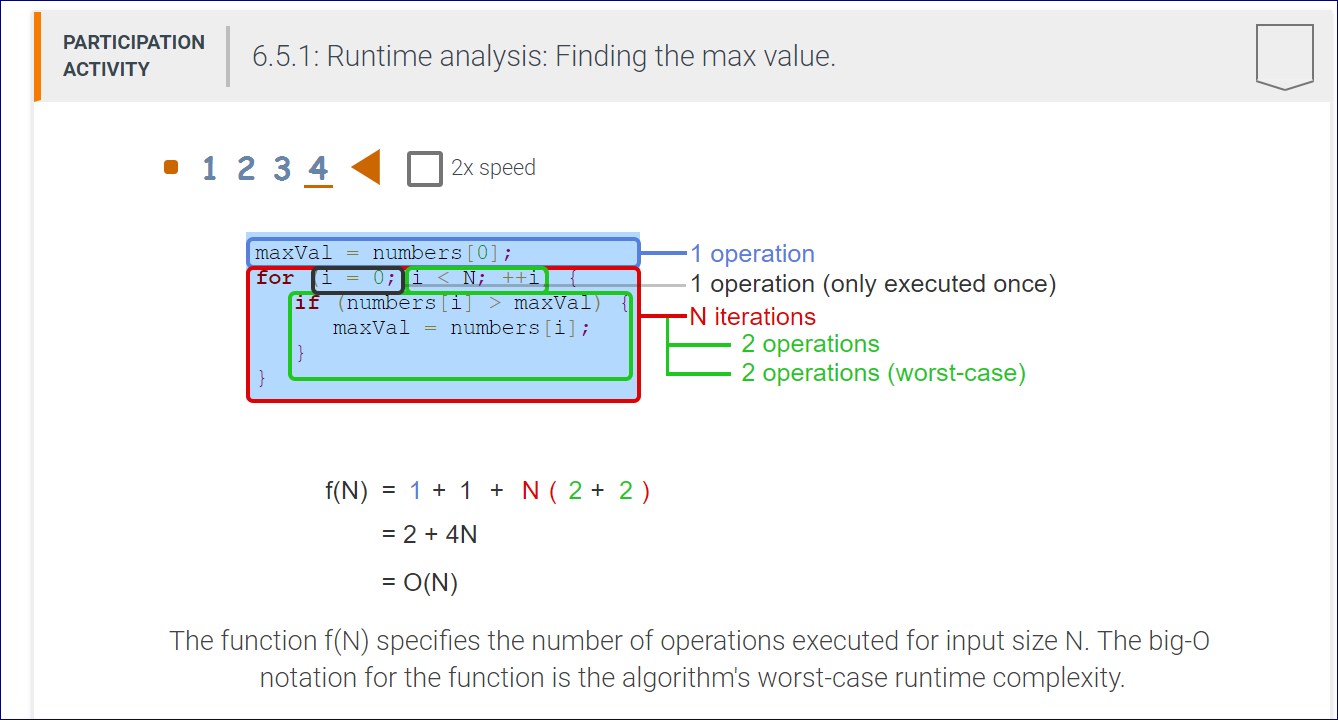 PARTICIPATION
ACTIVITY
6.5.1: Runtime analysis: Finding the max value.
1 2 3 4 2x speed
maxVal = numbers[0];
for (i = 0; i < N; ++i) {
if (numbers[i] > maxVal) {
maxVal = numbers[i];
}
}
1 operation
1 operation (only executed once)
N iterations
2 operations
2 operations (worst-case)
f(N) = 1 + 1 + N ( 2 + 2 )
= 2 + 4N
= O(N)
The function f(N) specifies the number of operations executed for input size N. The big-O
notation for the function is the algorithm's worst-case runtime complexity.